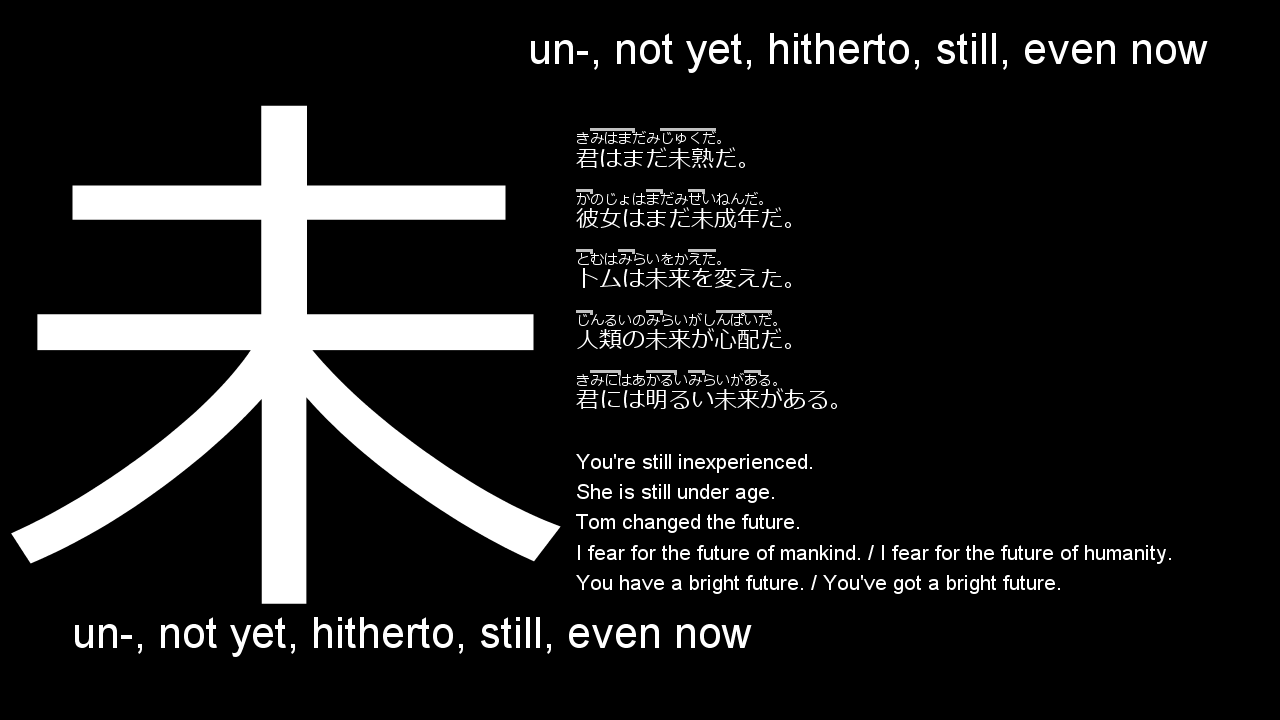 un-, not yet, hitherto, still, even now
未
きみはまだみじゅくだ。
君はまだ未熟だ。
かのじょはまだみせいねんだ。
彼女はまだ未成年だ。
とむはみらいをかえた。
トムは未来を変えた。
じんるいのみらいがしんぱいだ。
人類の未来が心配だ。
きみにはあかるいみらいがある。
君には明るい未来がある。
You're still inexperienced.
She is still under age.
Tom changed the future.
I fear for the future of mankind. / I fear for the future of humanity.
You have a bright future. / You've got a bright future.
un-, not yet, hitherto, still, even now